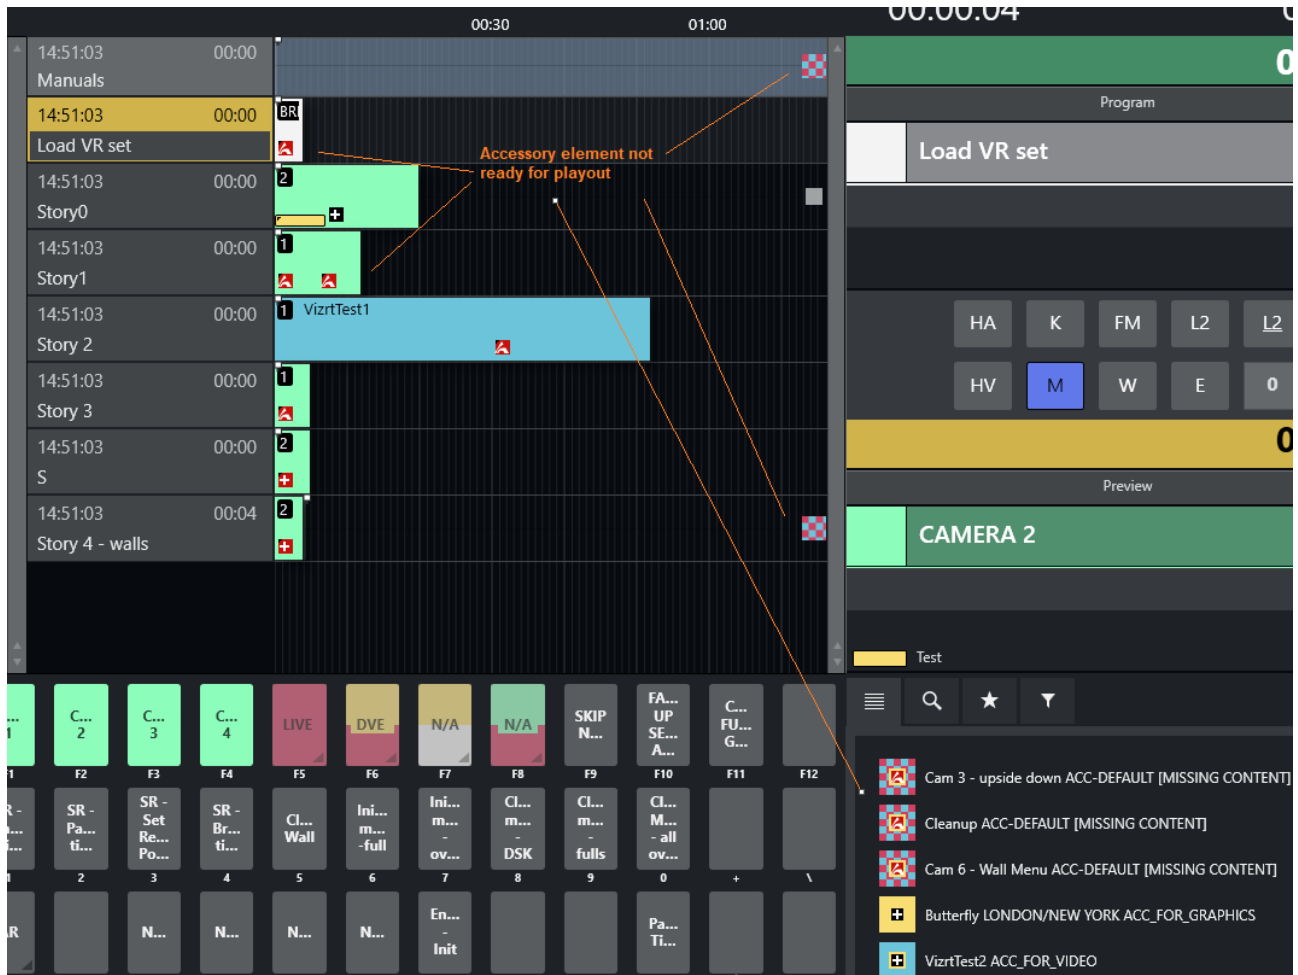 00:30
01:00
00:00:04
14:51:03 00:00
Manuals
14:51:03 00:00
Load VR set
14:51:03 00:00
Story0
14:51:03 00:00
Story1
14:51:03 00:00
Story 2
14:51:03 00:00
Story 3
14:51:03 00:00
S
14:51:03 00:04
Story 4 - walls
2
1
1 VizrtTest1
1
2
2
Accessory element not
ready for playout
0
Program
Load VR set
HA K FM L2 L2
HV M W E 0
0
Preview
CAMERA 2
Test
Cam 3 - upside down ACC-DEFAULT [MISSING CONTENT]
Cleanup ACC-DEFAULT [MISSING CONTENT]
Cam 6 - Wall Menu ACC-DEFAULT [MISSING CONTENT]
Butterfly LONDON/NEW YORK ACC_FOR_GRAPHICS
VizrtTest2 ACC_FOR_VIDEO
...
1
C...
2
C...
3
C...
4
LIVE
DVE
N/A
N/A
SKIP
N...
FA...
UP
SE...
A...
C...
FU...
G...
F2 F3 F4 F5 F6 F7 F8 F9 F10 F11 F12
SR -
Pa...
ti...
SR -
Set
Re...
Po...
SR -
Br...
ti...
Cl...
Wall
Ini...
m...
-full
Ini...
m...
-
ov...
Cl...
m...
-
DSK
Cl...
m...
-
fulls
Cl...
M...
- all
ov...
2 3 4 5 6 7 8 9 0 + \
N...
N...
N...
N...
En...
-
Init
Pa...
Ti...